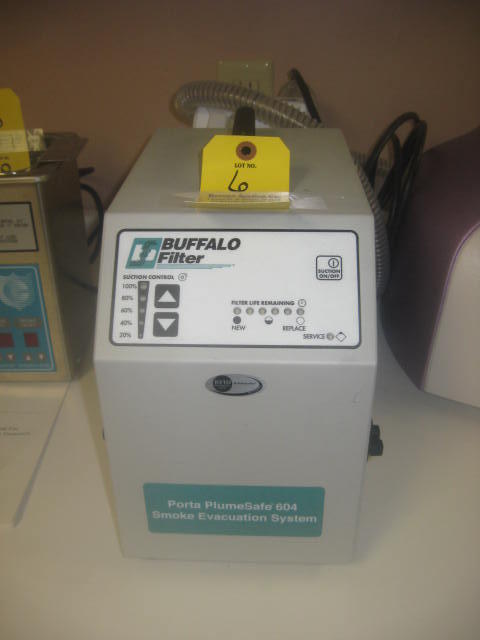 LOT NO.
6
BUFFALO
Filter
SUCTION CONTROL
100%
80%
60%
40%
20%
SUCTION
ON/OFF
FILTER LIFE REMAINING
NEW
REPLACE
SERVICE
Porta PlumeSafe 604
Smoke Evacuation System